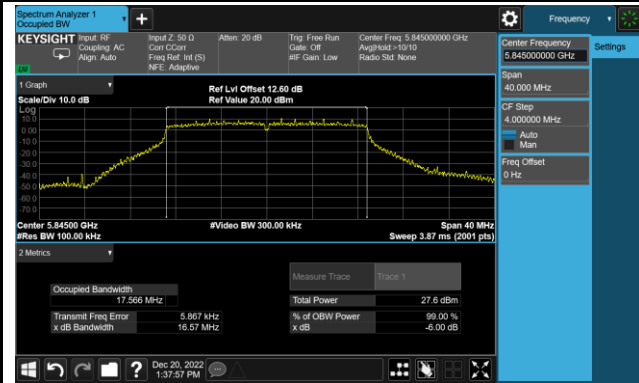 Spectrum Analyzer 1
Occupied BW
Frequency
KEYSIGHT
Input: RF
Coupling: AC
Align: Auto
Input Z: 50 Ω
Corr CCorr
Freq Ref: Int (S)
NFE: Adaptive
Atten: 20 dB
Trig: Free Run
Gate: Off
#IF Gain: Low
Center Freq: 5.845000000 GHz
Avg|Hold:>10/10
Radio Std: None
Center Frequency
5.845000000 GHz
Settings
Span
40.000 MHz
CF Step
4.000000 MHz
Auto
Man
Freq Offset
0 Hz
1 Graph
Scale/Div 10.0 dB
Ref Lvl Offset 12.60 dB
Ref Value 20.00 dBm
Log
10.0
0.00
-10.0
-20.0
-30.0
-40.0
-50.0
-60.0
-70.0
Center 5.84500 GHz
#Res BW 100.00 kHz
#Video BW 300.00 kHz
Span 40 MHz
Sweep 3.87 ms (2001 pts)
2 Metrics
Measure Trace
Trace 1
Occupied Bandwidth
17.566 MHz
Total Power
27.6 dBm
Transmit Freq Error
5.867 kHz
% of OBW Power
99.00 %
x dB Bandwidth
16.57 MHz
x dB
-6.00 dB
Dec 20, 2022
1:37:57 PM